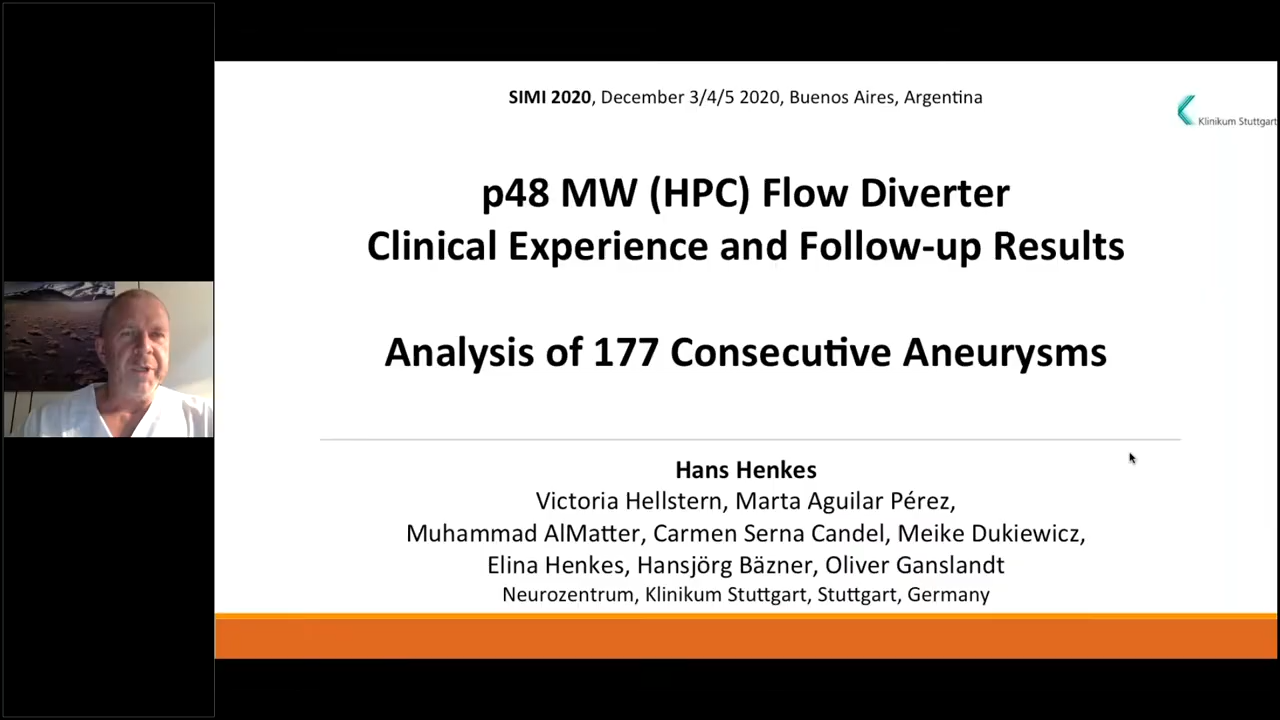 SIMI 2020, December 3/4/5 2020, Buenos Aires, Argentina
Klinikum Stuttgart
p48 MW (HPC) Flow Diverter
Clinical Experience and Follow-up Results
Analysis of 177 Consecutive Aneurysms
Hans Henkes
Victoria Hellstern, Marta Aguilar Pérez,
Muhammad AlMatter, Carmen Serna Candel, Meike Dukiewicz,
Elina Henkes, Hansjörg Bäzner, Oliver Ganslandt
Neurozentrum, Klinikum Stuttgart, Stuttgart, Germany